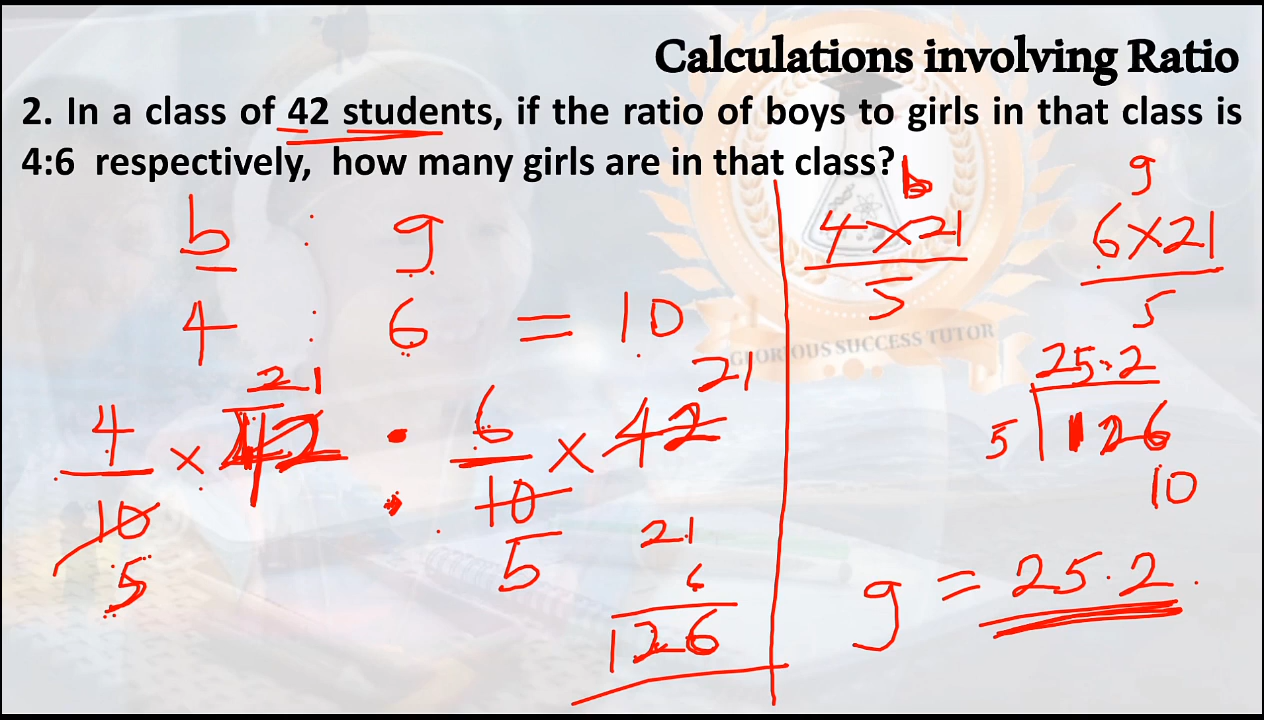 Calculations involving Ratio
2. In a class of 42 students, if the ratio of boys to girls in that class is
4:6 respectively, how many girls are in that class?
b : g
4 : 6 = 10
21 21
4 × 42 : 6 × 42
10 10
5 5
21
6
126
b g
4 × 21 6 × 21
5 5
GLORIOUS SUCCESS TUTOR
25.2
5 126
10
g = 25.2